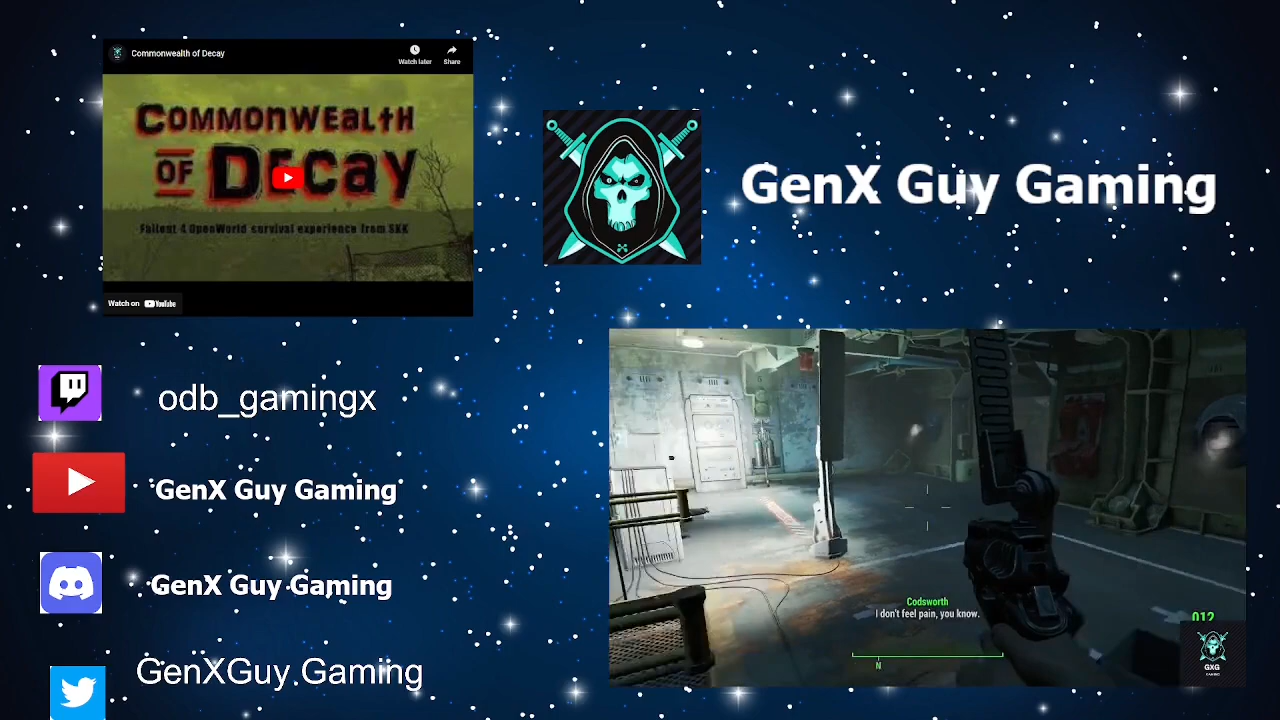 Commonwealth of Decay
Watch later
Share
COMMONWEALTH
OF DECAY
Fallout 4 OpenWorld survival experience from SKK
Watch on YouTube
GenX Guy Gaming
odb_gamingx
GenX Guy Gaming
GenX Guy Gaming
GenXGuy Gaming
Codsworth
I don't feel pain, you know.
N
012
GXG
GAMING